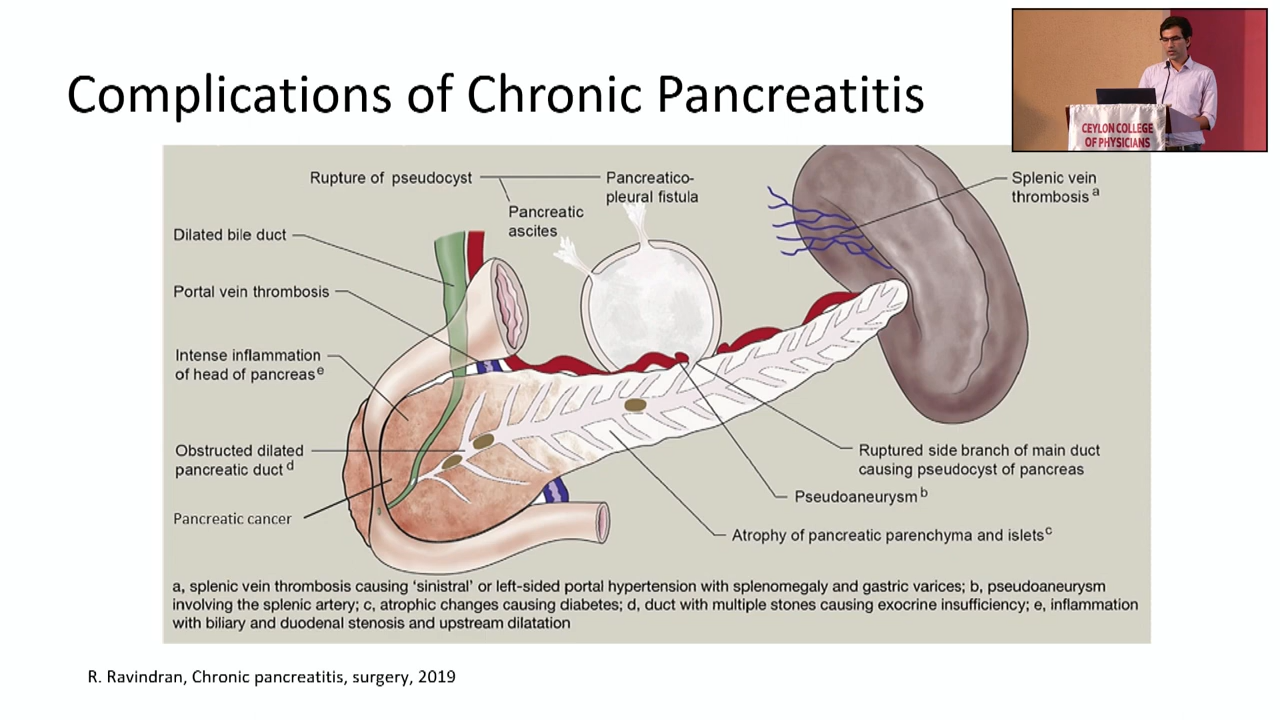 Complications of Chronic Pancreatitis
CEYLON COLLEGE
OF PHYSICIANS
Rupture of pseudocyst
Pancreatico-
pleural fistula
Splenic vein
thrombosis a
Pancreatic
ascites
Dilated bile duct
Portal vein thrombosis
Intense inflammation
of head of pancreas e
Obstructed dilated
pancreatic duct d
Ruptured side branch of main duct
causing pseudocyst of pancreas
Pseudoaneurysm b
Pancreatic cancer
Atrophy of pancreatic parenchyma and islets c
a, splenic vein thrombosis causing 'sinistral' or left-sided portal hypertension with splenomegaly and gastric varices; b, pseudoaneurysm
involving the splenic artery; c, atrophic changes causing diabetes; d, duct with multiple stones causing exocrine insufficiency; e, inflammation
with biliary and duodenal stenosis and upstream dilatation
R. Ravindran, Chronic pancreatitis, surgery, 2019